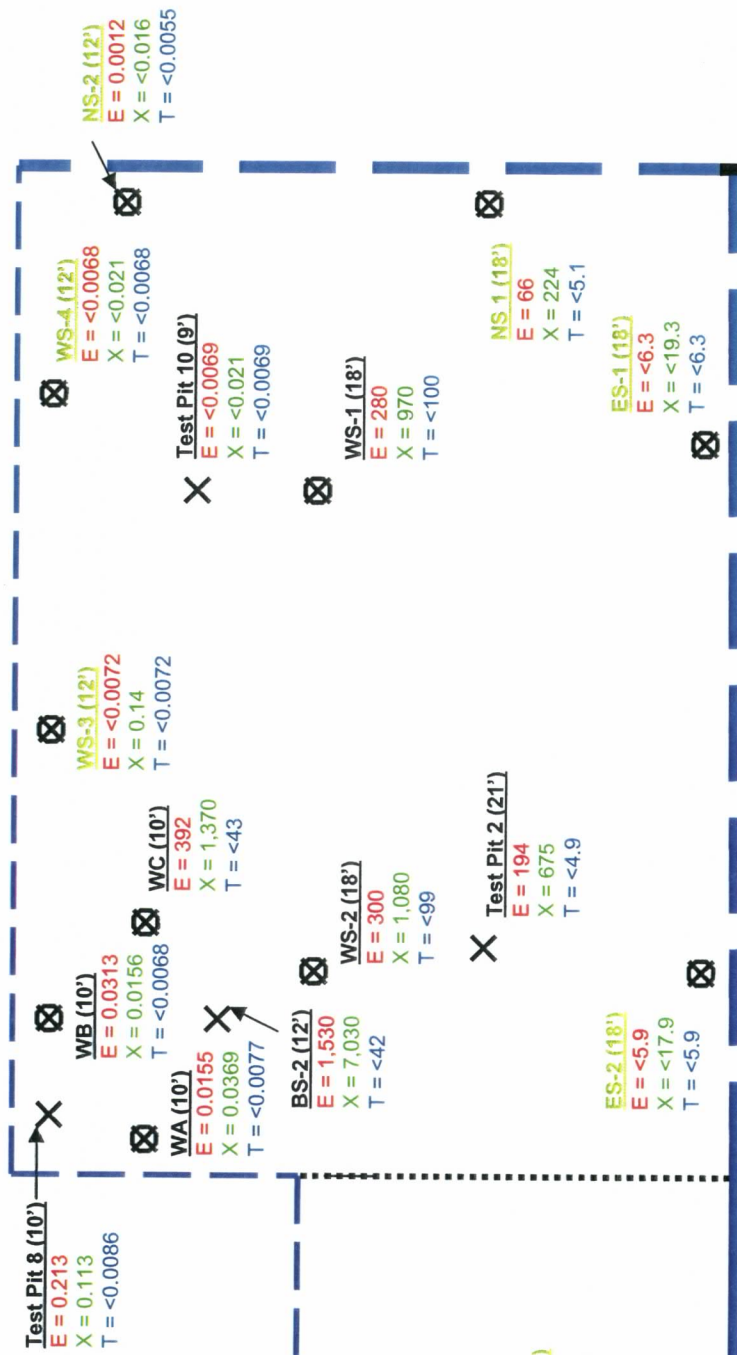 Test Pit 8 (10')
E = 0.213
X = 0.113
T = <0.0086
WB (10')
E = 0.0313
X = 0.0156
T = <0.0068
WA (10')
E = 0.0155
X = 0.0369
T = <0.0077
WC (10')
E = 392
X = 1,370
T = <43
BS-2 (12')
E = 1,530
X = 7,030
T = <42
WS-2 (18')
E = 300
X = 1,080
T = <99
Test Pit 2 (21')
E = 194
X = 675
T = <4.9
ES-2 (18')
E = <5.9
X = <17.9
T = <5.9
WS-3 (12')
E = <0.0072
X = 0.14
T = <0.0072
WS-4 (12')
E = <0.0068
X = <0.021
T = <0.0068
Test Pit 10 (9')
E = <0.0069
X = <0.021
T = <0.0069
WS-1 (18')
E = 280
X = 970
T = <100
NS-2 (12')
E = 0.0012
X = <0.016
T = <0.0055
NS 1 (18')
E = 66
X = 224
T = <5.1
ES-1 (18')
E = <6.3
X = <19.3
T = <6.3
)